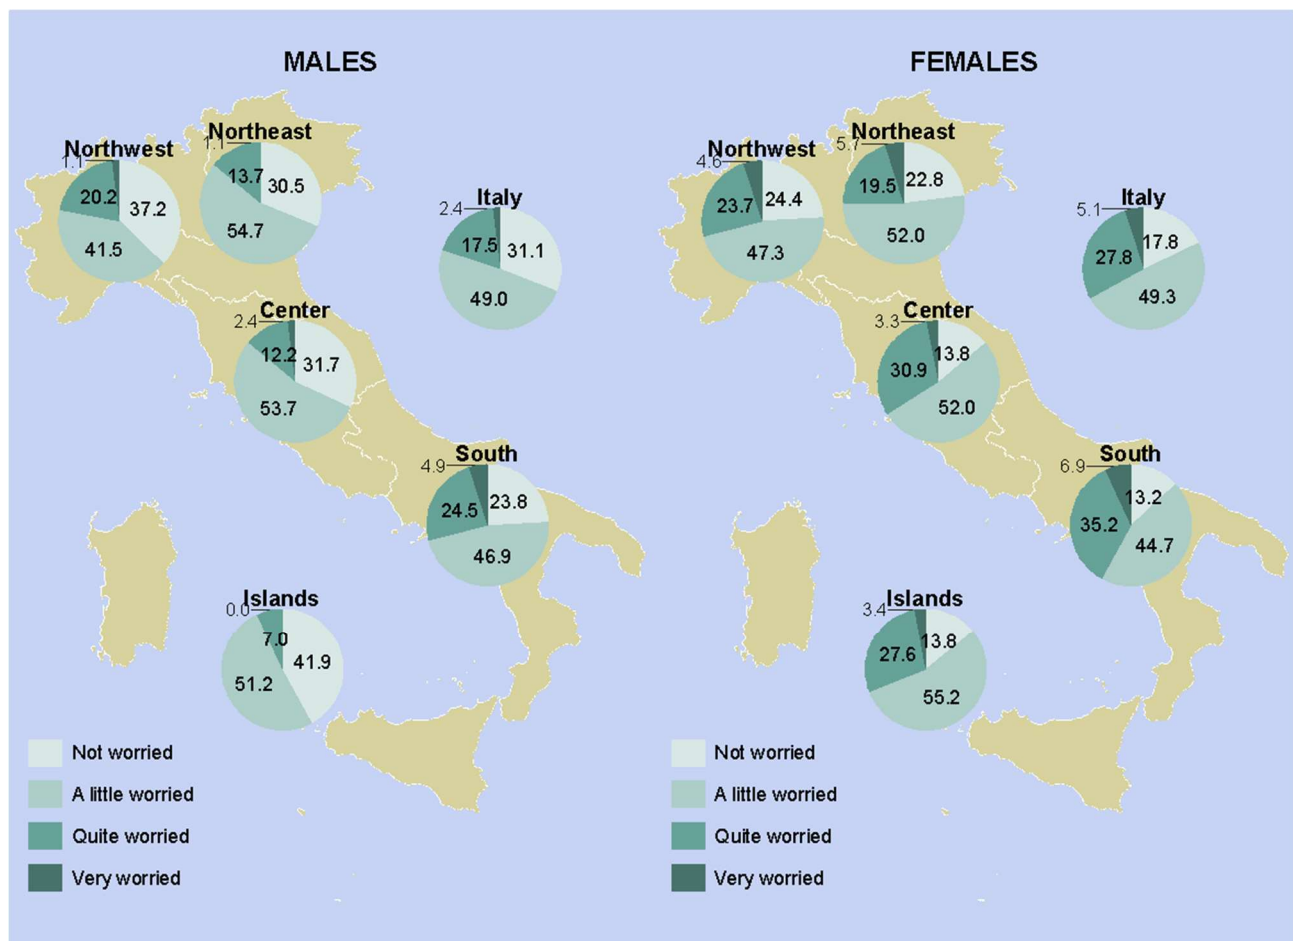 MALES
Northwest
1.1
20.2
37.2
41.5
Northeast
1.1
13.7
30.5
54.7
Italy
2.4
17.5
31.1
49.0
Center
2.4
12.2
31.7
53.7
South
4.9
24.5
23.8
46.9
Islands
0.0
7.0
41.9
51.2
Not worried
A little worried
Quite worried
Very worried
FEMALES
Northwest
4.6
23.7
24.4
47.3
Northeast
5.7
19.5
22.8
52.0
Italy
5.1
27.8
17.8
49.3
Center
3.3
30.9
13.8
52.0
South
6.9
35.2
13.2
44.7
Islands
3.4
27.6
13.8
55.2
Not worried
A little worried
Quite worried
Very worried